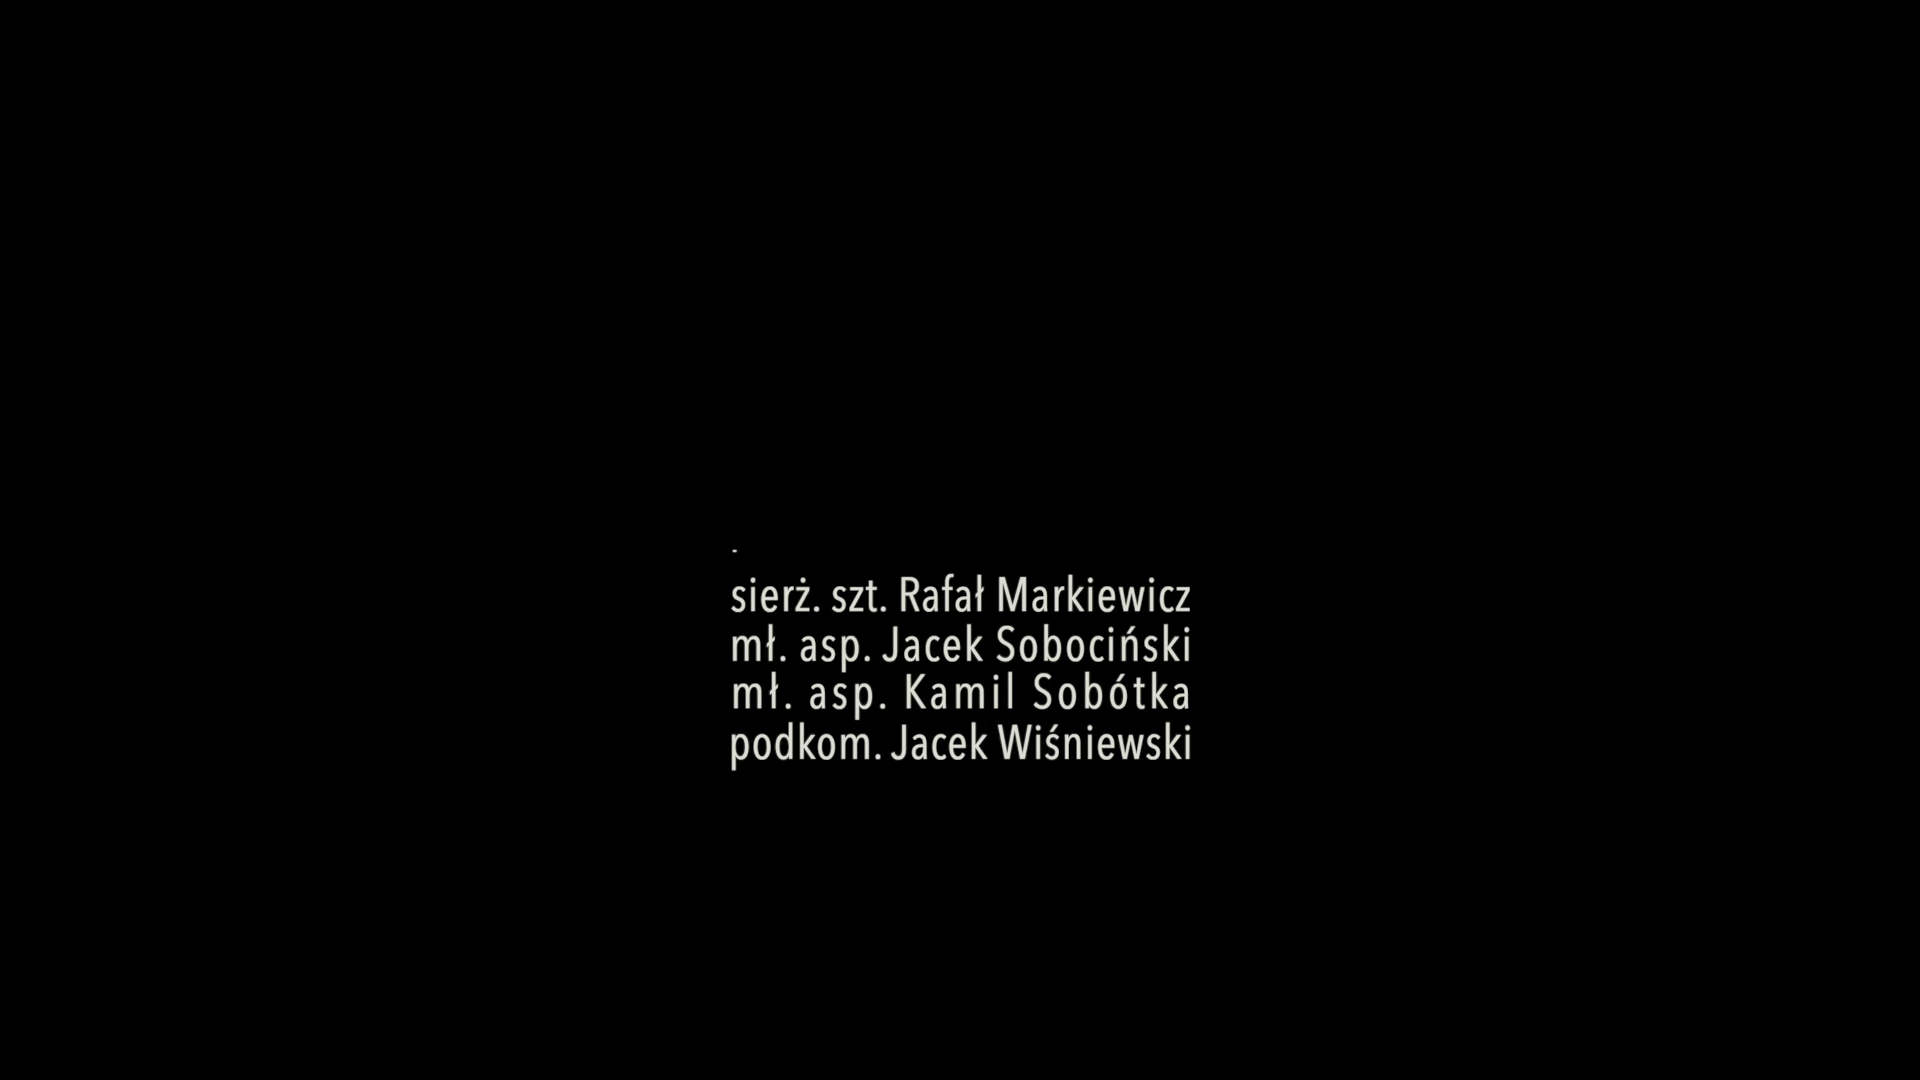 -
sierż. szt. Rafał Markiewicz
mł. asp. Jacek Sobociński
mł. asp. Kamil Sobótka
podkom. Jacek Wiśniewski